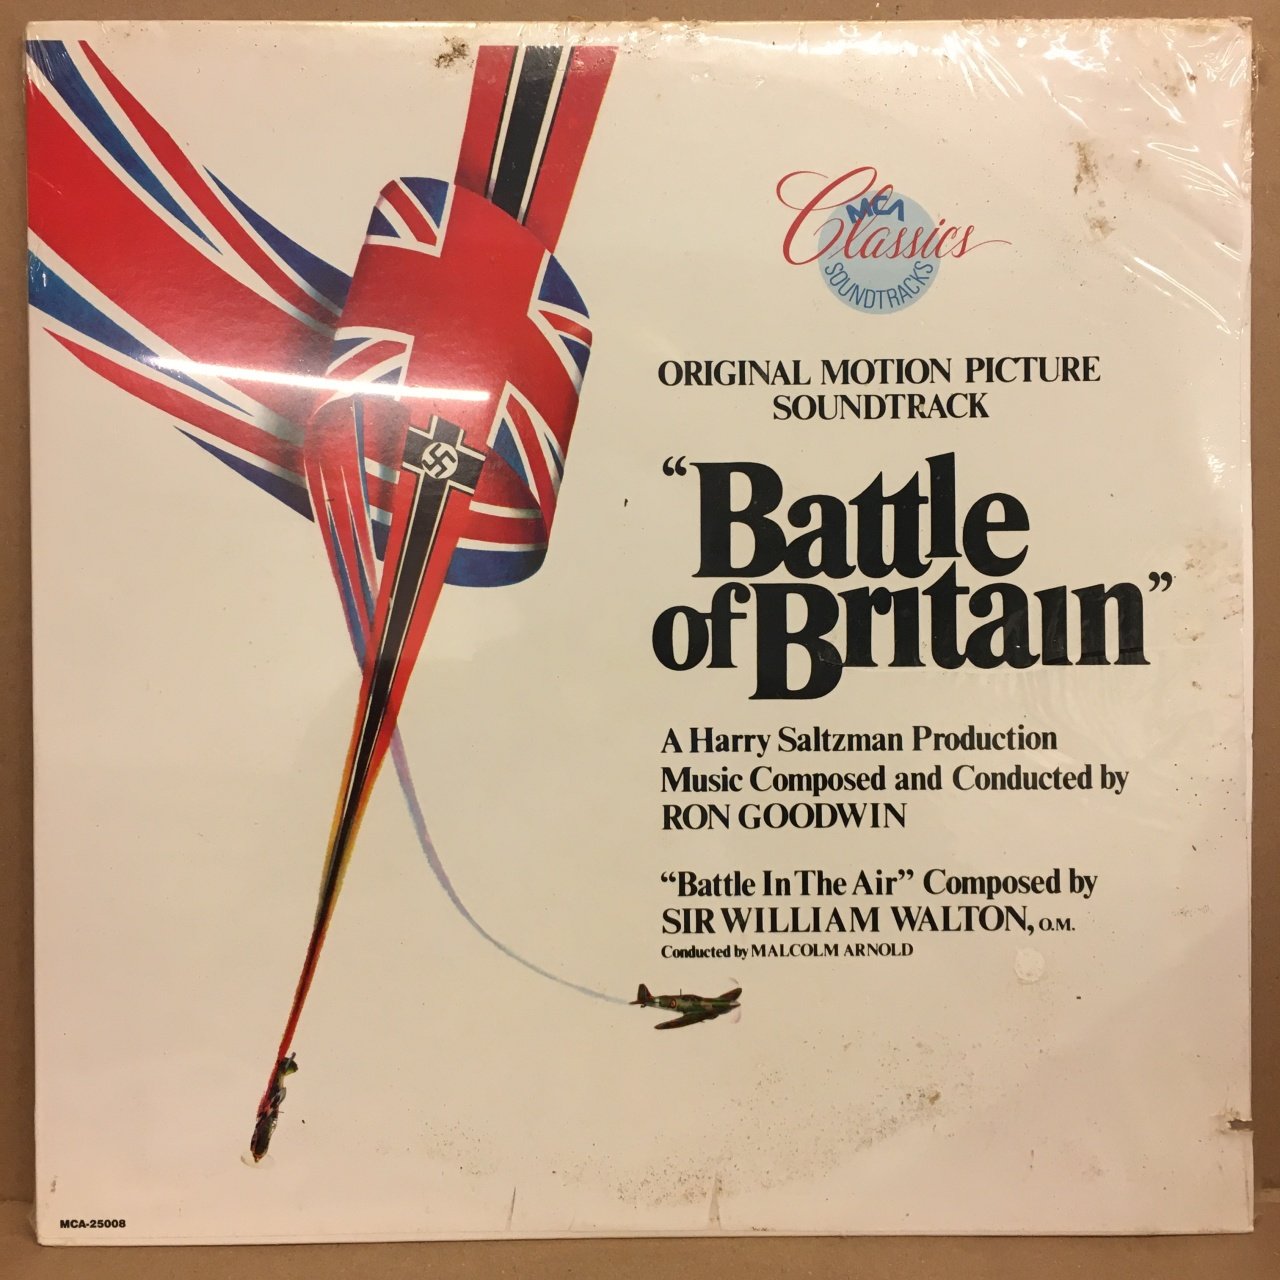 MCA
Classics
SOUNDTRACKS
ORIGINAL MOTION PICTURE
SOUNDTRACK
“Battle
of Britain”
A Harry Saltzman Production
Music Composed and Conducted by
RON GOODWIN
“Battle In The Air” Composed by
SIR WILLIAM WALTON, O.M.
Conducted by MALCOLM ARNOLD
MCA-25008